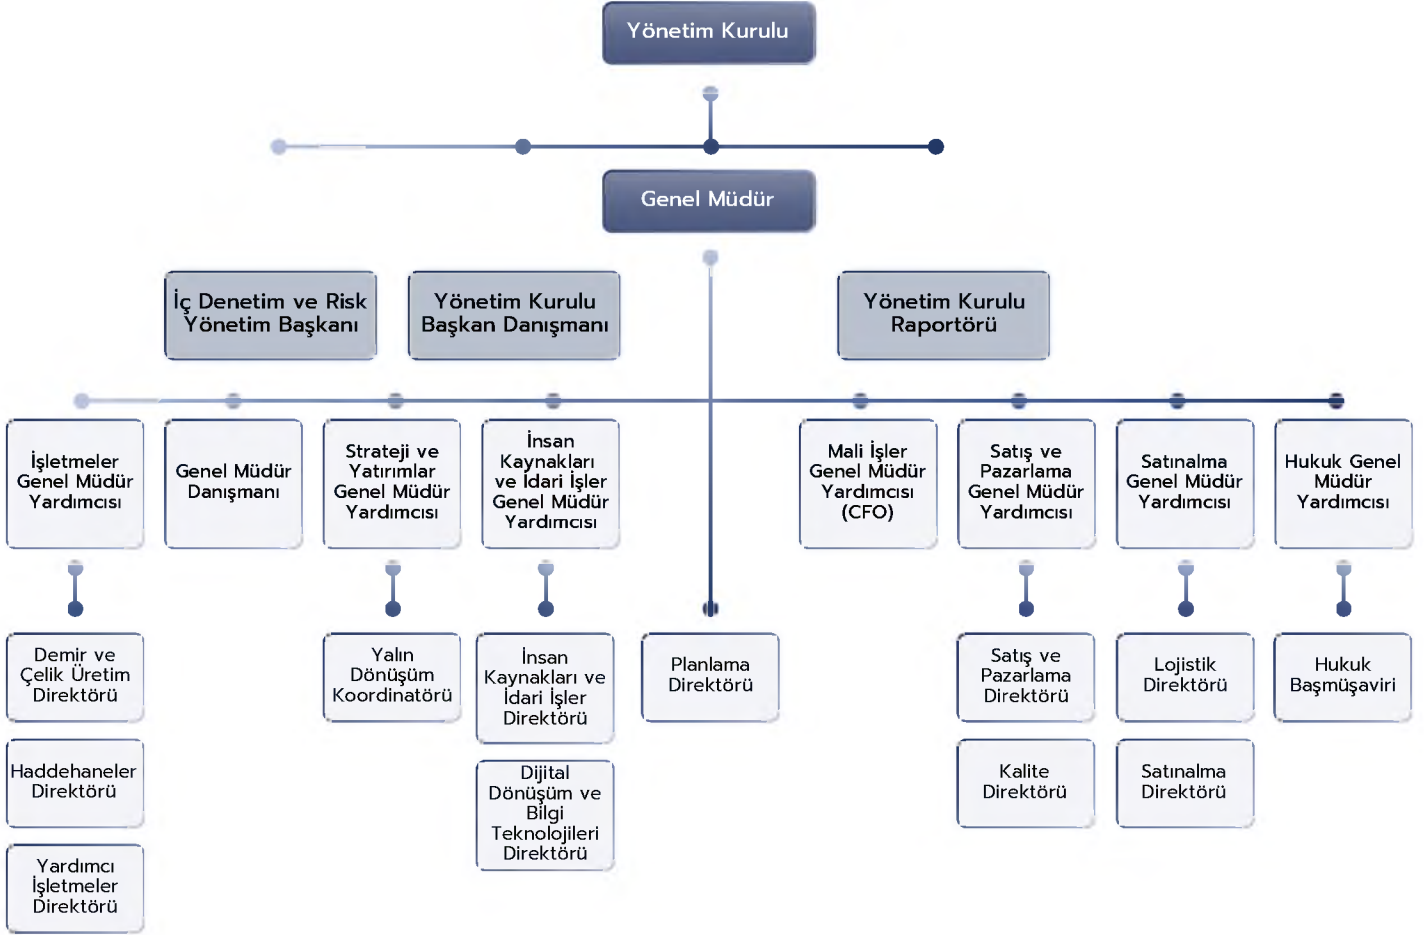 Yönetim Kurulu
Genel Müdür
İç Denetim ve Risk
Yönetim Başkanı
Yönetim Kurulu
Başkan Danışmanı
Yönetim Kurulu
Raportörü
İşletmeler
Genel Müdür
Yardımcısı
Genel Müdür
Danışmanı
Strateji ve
Yatırımlar
Genel Müdür
Yardımcısı
İnsan
Kaynakları
ve İdari İşler
Genel Müdür
Yardımcısı
Mali İşler
Genel Müdür
Yardımcısı
(CFO)
Satış ve
Pazarlama
Genel Müdür
Yardımcısı
Satınalma
Genel Müdür
Yardımcısı
Hukuk Genel
Müdür
Yardımcısı
Demir ve
Çelik Üretim
Direktörü
Haddehaneler
Direktörü
Yardımcı
İşletmeler
Direktörü
Yalın
Dönüşüm
Koordinatörü
İnsan
Kaynakları ve
İdari İşler
Direktörü
Dijital
Dönüşüm ve
Bilgi
Teknolojileri
Direktörü
Planlama
Direktörü
Satış ve
Pazarlama
Direktörü
Kalite
Direktörü
Lojistik
Direktörü
Satınalma
Direktörü
Hukuk
Başmüşaviri